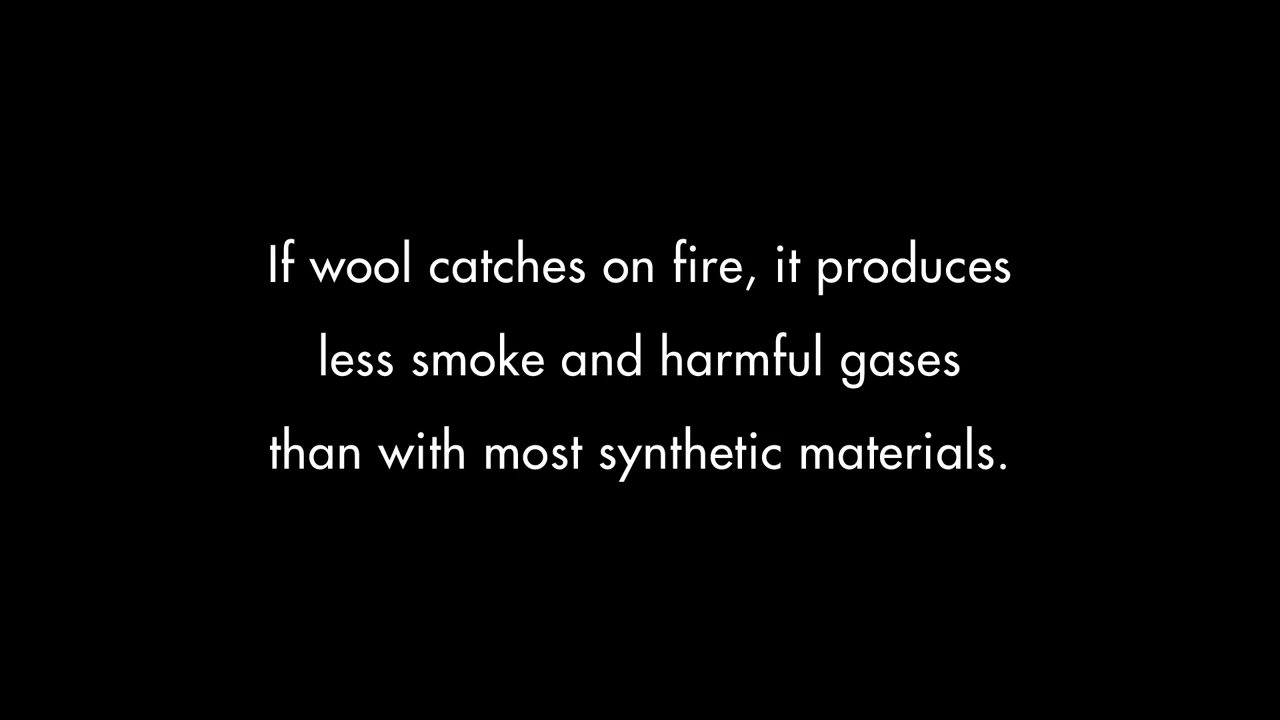 If wool catches on fire, it produces
less smoke and harmful gases
than with most synthetic materials.